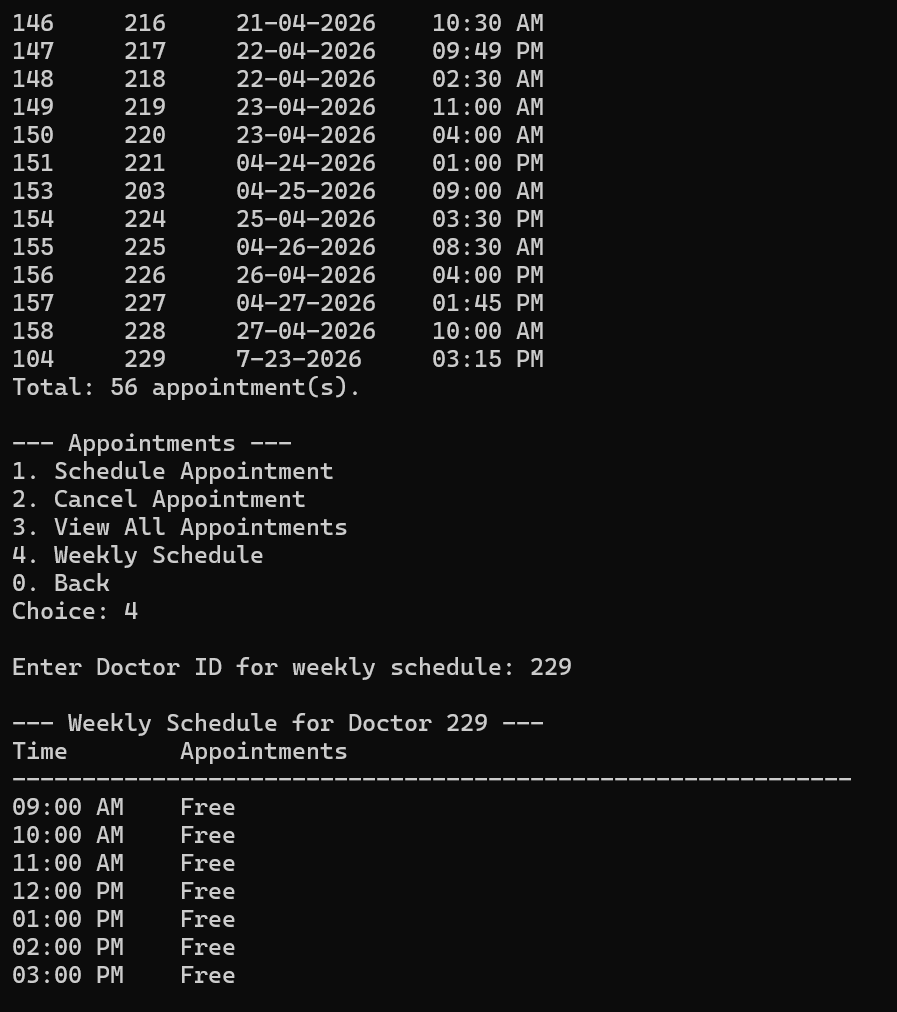 146     216     21-04-2026    10:30 AM
147     217     22-04-2026    09:49 PM
148     218     22-04-2026    02:30 AM
149     219     23-04-2026    11:00 AM
150     220     23-04-2026    04:00 AM
151     221     04-24-2026    01:00 PM
153     203     04-25-2026    09:00 AM
154     224     25-04-2026    03:30 PM
155     225     04-26-2026    08:30 AM
156     226     26-04-2026    04:00 PM
157     227     04-27-2026    01:45 PM
158     228     27-04-2026    10:00 AM
104     229     7-23-2026     03:15 PM
Total: 56 appointment(s).

--- Appointments ---
1. Schedule Appointment
2. Cancel Appointment
3. View All Appointments
4. Weekly Schedule
0. Back
Choice: 4

Enter Doctor ID for weekly schedule: 229

--- Weekly Schedule for Doctor 229 ---
Time        Appointments
------------------------------------------------------------
09:00 AM    Free
10:00 AM    Free
11:00 AM    Free
12:00 PM    Free
01:00 PM    Free
02:00 PM    Free
03:00 PM    Free